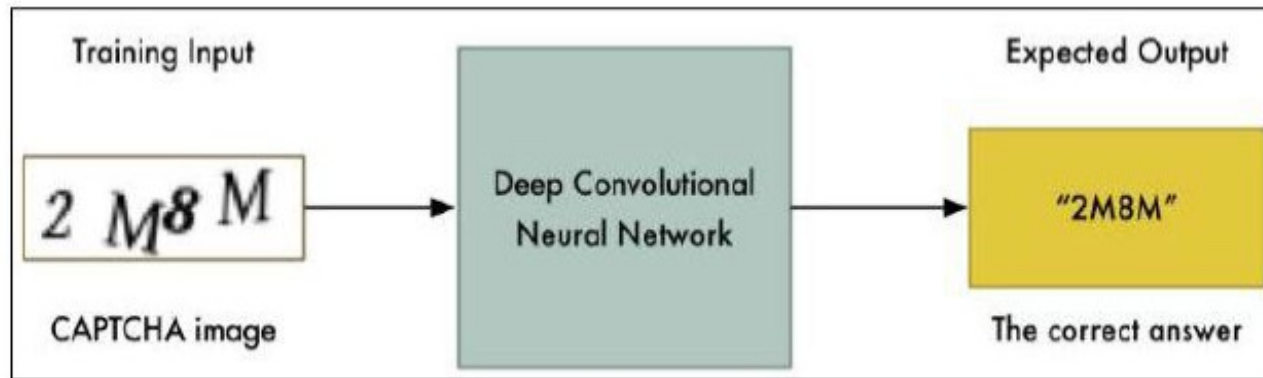 Training Input
2 M8 M
CAPTCHA image
Deep Convolutional
Neural Network
Expected Output
“2M8M”
The correct answer